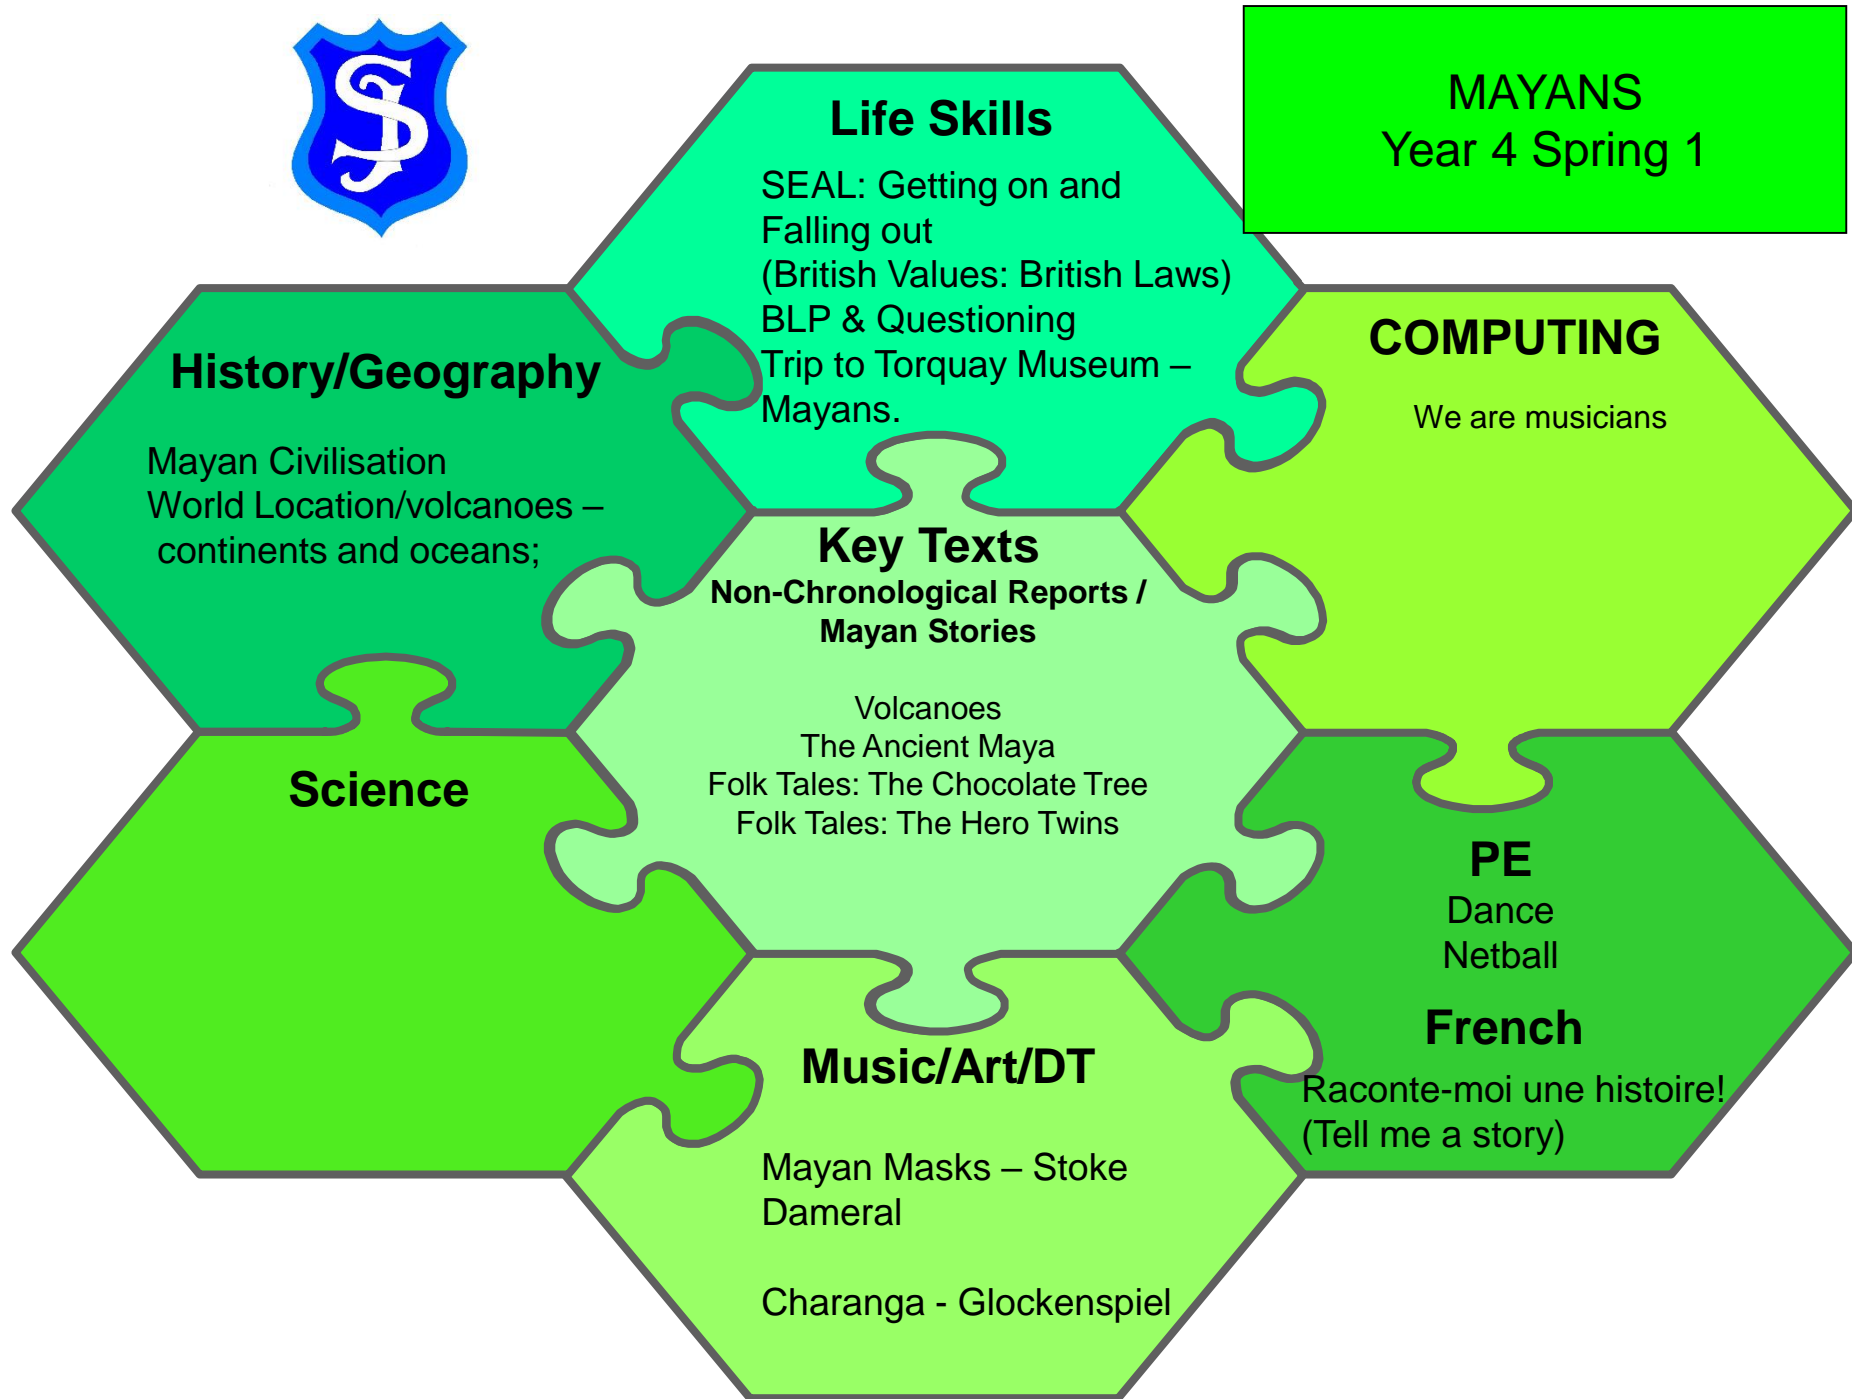 MAYANS
Year 4 Spring 1
Life Skills
SEAL: Getting on and
Falling out
(British Values: British Laws)
BLP & Questioning
Trip to Torquay Museum –
Mayans.
History/Geography
Mayan Civilisation
World Location/volcanoes –
continents and oceans;
COMPUTING
We are musicians
Key Texts
Non-Chronological Reports /
Mayan Stories
Volcanoes
The Ancient Maya
Folk Tales: The Chocolate Tree
Folk Tales: The Hero Twins
Science
PE
Dance
Netball
French
Raconte-moi une histoire!
(Tell me a story)
Music/Art/DT
Mayan Masks – Stoke
Dameral
Charanga - Glockenspiel